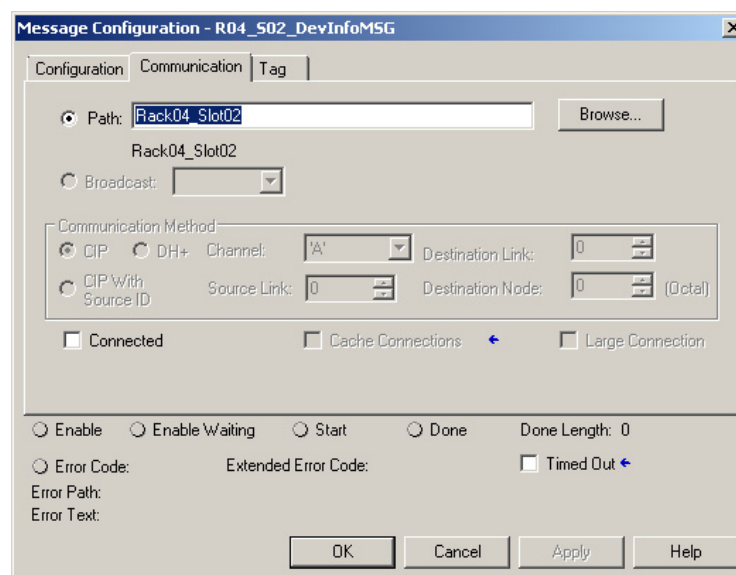 Message Configuration - R04_S02_DevInfoMSG
Configuration Communication Tag
Path: Rack04_Slot02 Browse...
Rack04_Slot02
Broadcast:
Communication Method
CIP DH+ Channel: 'A' Destination Link: 0
CIP With Source ID Source Link: 0 Destination Node: 0 (Octal)
Connected Cache Connections Large Connection
Enable Enable Waiting Start Done Done Length: 0
Error Code: Extended Error Code: Timed Out
Error Path:
Error Text:
OK Cancel Apply Help